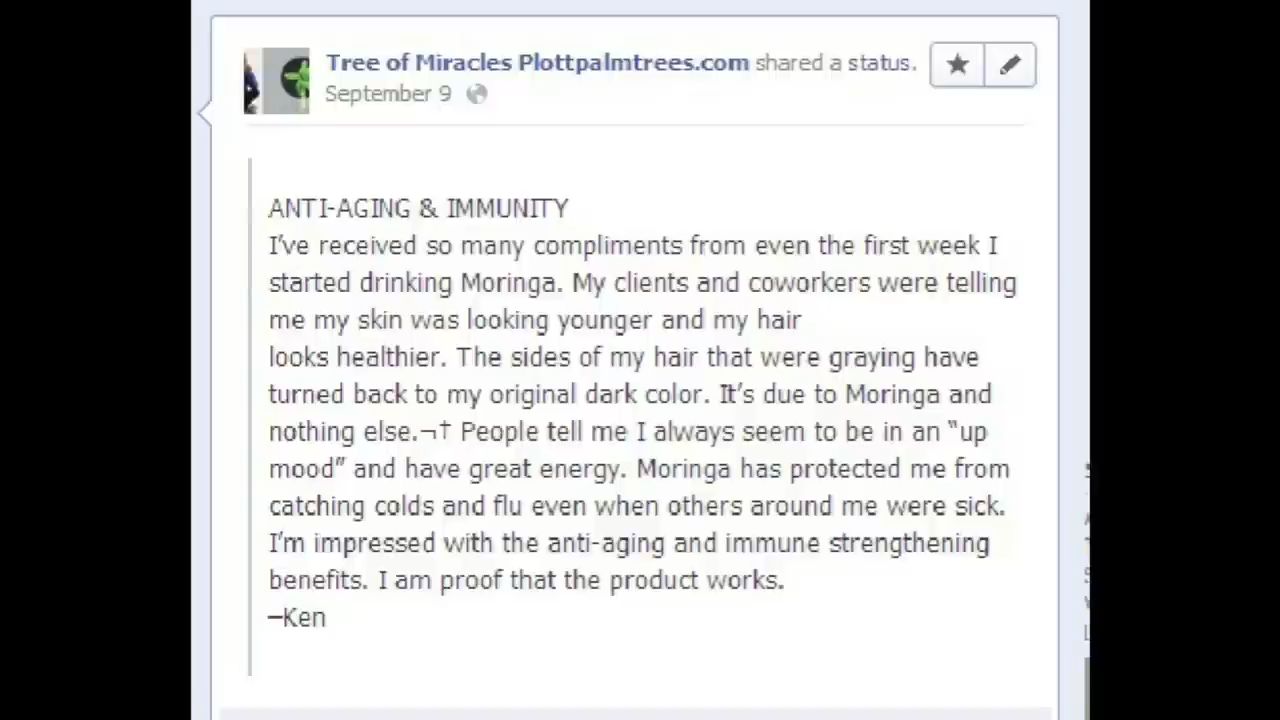 Tree of Miracles Plottpalmtrees.com shared a status.
September 9
ANTI-AGING & IMMUNITY
I've received so many compliments from even the first week I
started drinking Moringa. My clients and coworkers were telling
me my skin was looking younger and my hair
looks healthier. The sides of my hair that were graying have
turned back to my original dark color. It's due to Moringa and
nothing else.¬† People tell me I always seem to be in an “up
mood” and have great energy. Moringa has protected me from
catching colds and flu even when others around me were sick.
I'm impressed with the anti-aging and immune strengthening
benefits. I am proof that the product works.
–Ken